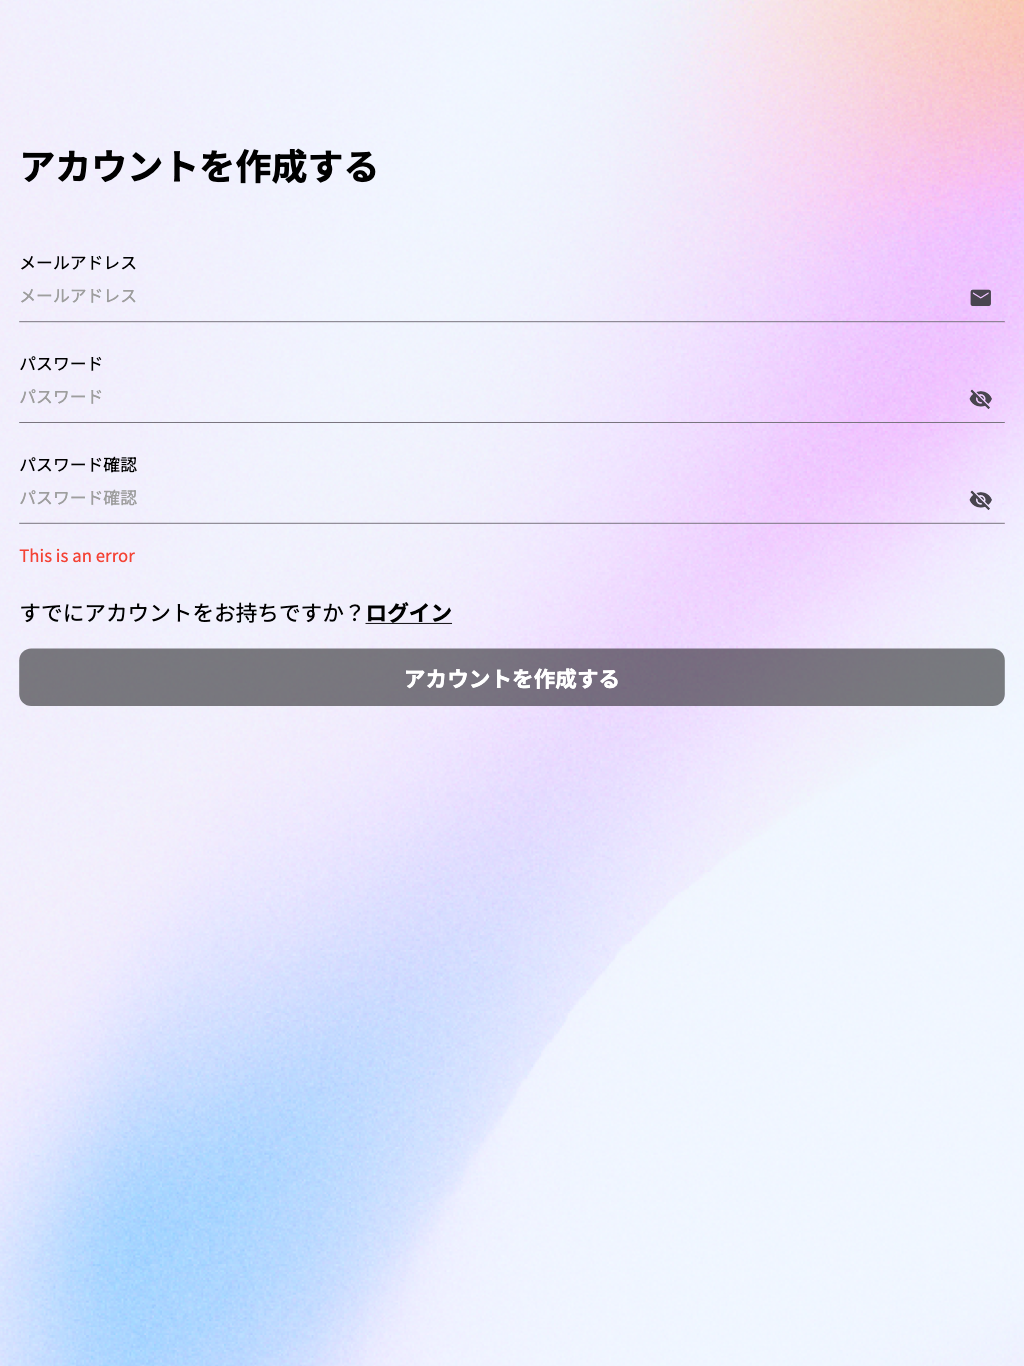 アカウントを作成する
メールアドレス
メールアドレス
パスワード
パスワード
パスワード確認
パスワード確認
This is an error
すでにアカウントをお持ちですか？ログイン
アカウントを作成する